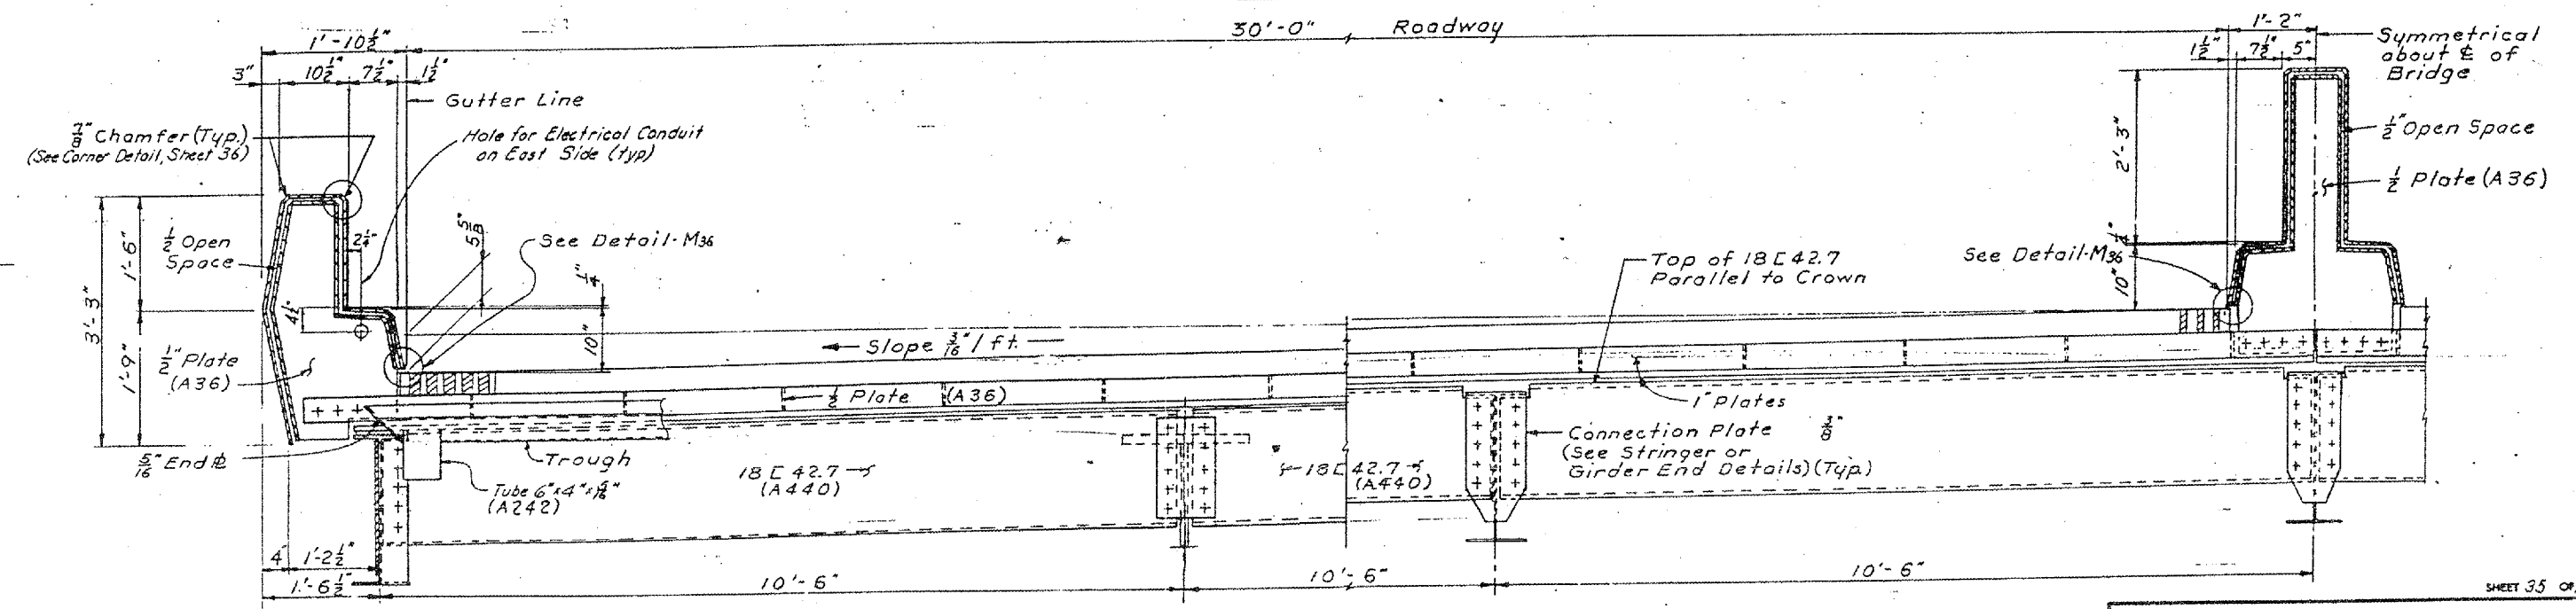 30'-0" Roadway
1'-2"
Symmetrical
about ℄ of
Bridge
1'-10½"
1½" 7½" 5"
3" 10½" 7½" 1½"
Gutter Line
⅞" Chamfer (Typ.)
(See Corner Detail, Sheet 36)
Hole for Electrical Conduit
on East Side (typ)
2'-3"
½" Open Space
½ Plate (A36)
3'-3"
1'-6"
½ Open
Space
2¼"
5⅝"
See Detail-M36
¼"
Top of 18 [ 42.7
Parallel to Crown
See Detail-M36
¼"
10"
4½"
1'-9"
½" Plate
(A36)
Slope 3/16"/ft.
10"
½ Plate (A36)
1" Plates
Connection Plate ⅜"
(See Stringer or
Girder End Details)(Typ.)
5/16" End ℄
Trough
Tube 6"x4"x5/16"
(A242)
18 [ 42.7
(A440)
18 [ 42.7
(A440)
4" 1'-2½"
1'-6½"
10'-6"
10'-6"
10'-6"
SHEET 35 OF